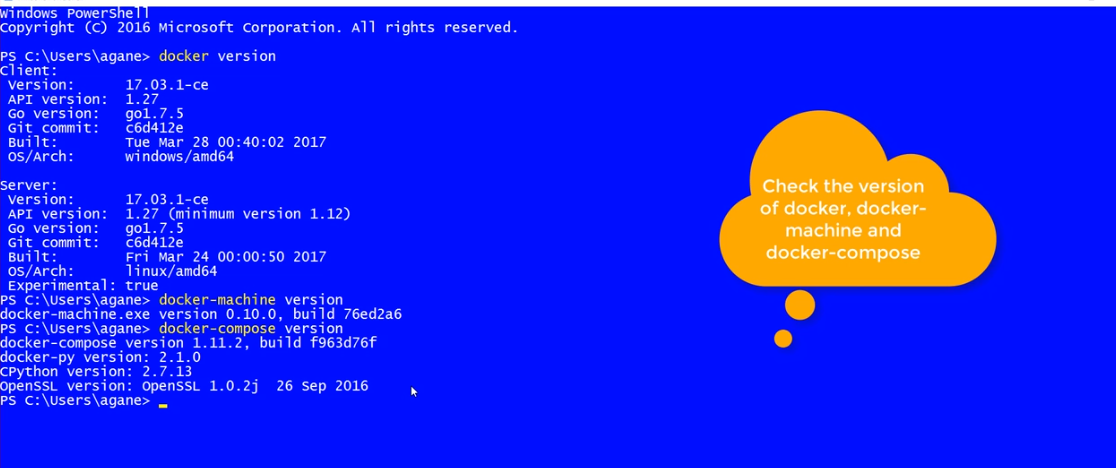 Windows PowerShell
Copyright (C) 2016 Microsoft Corporation. All rights reserved.
PS C:\Users\agane> docker version
Client:
 Version:      17.03.1-ce
 API version:  1.27
 Go version:   go1.7.5
 Git commit:   c6d412e
 Built:        Tue Mar 28 00:40:02 2017
 OS/Arch:      windows/amd64
Server:
 Version:      17.03.1-ce
 API version:  1.27 (minimum version 1.12)
 Go version:   go1.7.5
 Git commit:   c6d412e
 Built:        Fri Mar 24 00:00:50 2017
 OS/Arch:      linux/amd64
 Experimental: true
PS C:\Users\agane> docker-machine version
docker-machine.exe version 0.10.0, build 76ed2a6
PS C:\Users\agane> docker-compose version
docker-compose version 1.11.2, build f963d76f
docker-py version: 2.1.0
CPython version: 2.7.13
OpenSSL version: OpenSSL 1.0.2j  26 Sep 2016
PS C:\Users\agane>
Check the version
of docker, docker-
machine and
docker-compose